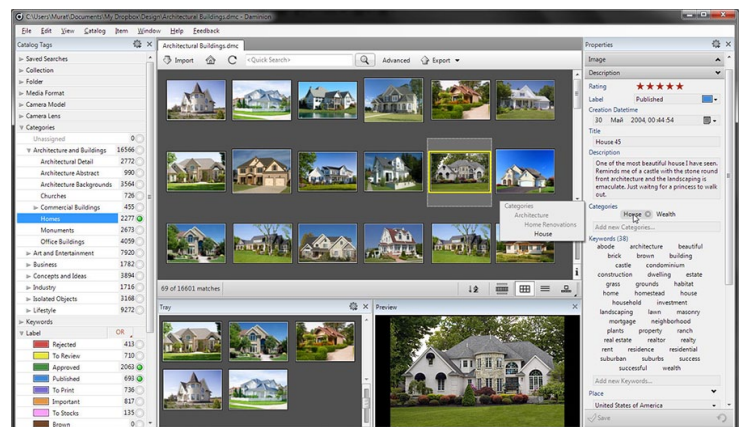 C:\Users\Murat\Documents\My Dropbox\Design\Architectural Buildings.dmc - Daminion
File Edit View Catalog Item Window Help Feedback
Catalog Tags
Saved Searches
Collection
Folder
Media Format
Camera Model
Camera Lens
Categories
Unassigned 0
Architecture and Buildings 16566
Architectural Detail 2772
Architecture Abstract 990
Architecture Backgrounds 3564
Churches 726
Commercial Buildings 455
Homes 2277
Monuments 2673
Office Buildings 4059
Art and Entertainment 7920
Business 1782
Concepts and Ideas 3894
Industry 1716
Isolated Objects 3168
Lifestyle 9272
Keywords
Label OR
Rejected 413
To Review 710
Approved 2063
Published 693
To Print 736
Important 817
To Stocks 135
Brown 0
Architectural Buildings.dmc
Import <Quick Search> Advanced Export
Categories
Architecture
Home Renovations
House
69 of 16601 matches
Tray
Preview
Properties
Image
Description
Rating
Label Published
Creation Datetime
30 Май 2004, 00:44:54
Title
House 45
Description
One of the most beautiful house I have seen.
Reminds me of a castle with the stone round
front architecture and the landscaping is
emaculate. Just waitng for a princess to walk
out.
Categories
House Wealth
Add new Categories...
Keywords (38)
abode architecture beautiful
brick brown building
castle condominium
construction dwelling estate
grass grounds habitat
home homestead house
household investment
landscaping lawn masonry
mortgage neighborhood
plants property ranch
real estate realtor realty
rent residence residential
suburban suburbs success
successful wealth
Add new Keywords...
Place
United States of America
Save